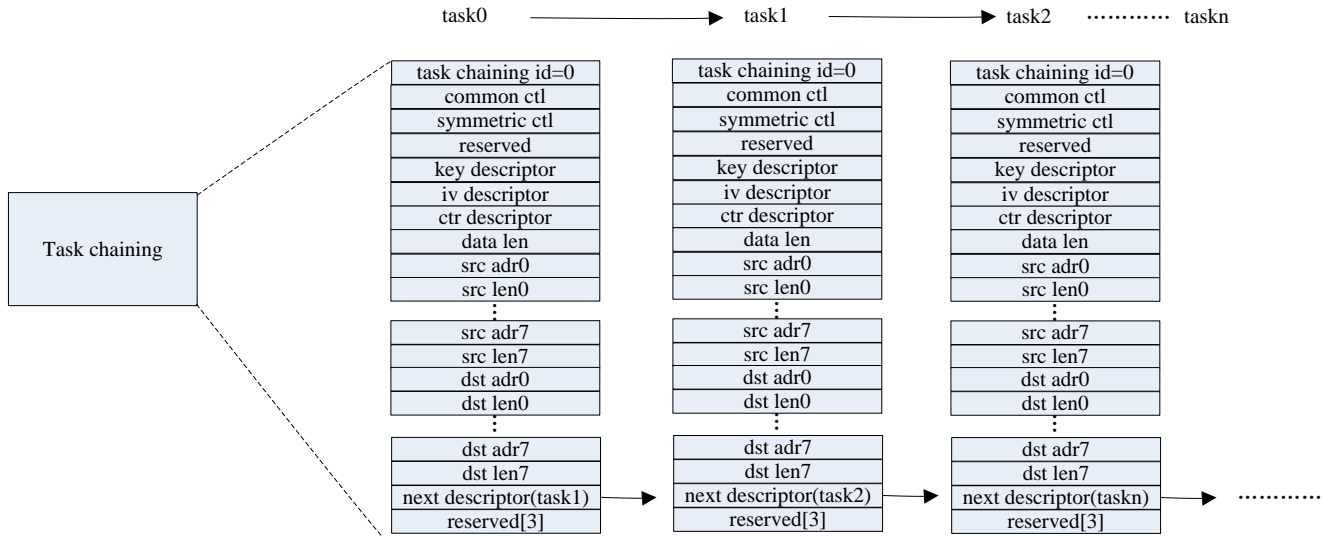 task0
task1
task2
…………
taskn
Task chaining
task chaining id=0
common ctl
symmetric ctl
reserved
key descriptor
iv descriptor
ctr descriptor
data len
src adr0
src len0
⋮
src adr7
src len7
dst adr0
dst len0
⋮
dst adr7
dst len7
next descriptor(task1)
reserved[3]
task chaining id=0
common ctl
symmetric ctl
reserved
key descriptor
iv descriptor
ctr descriptor
data len
src adr0
src len0
⋮
src adr7
src len7
dst adr0
dst len0
⋮
dst adr7
dst len7
next descriptor(task2)
reserved[3]
task chaining id=0
common ctl
symmetric ctl
reserved
key descriptor
iv descriptor
ctr descriptor
data len
src adr0
src len0
⋮
src adr7
src len7
dst adr0
dst len0
⋮
dst adr7
dst len7
next descriptor(taskn)
reserved[3]
…………